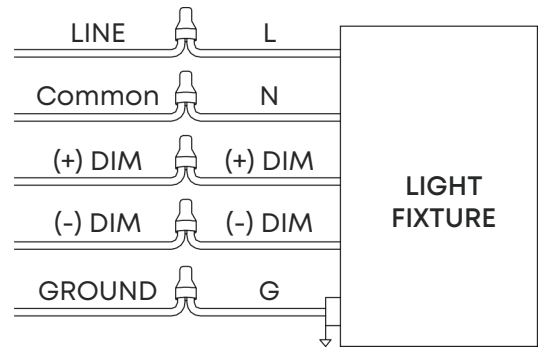 LINE L
Common N
(+) DIM (+) DIM
(-) DIM (-) DIM
GROUND G
LIGHT
FIXTURE